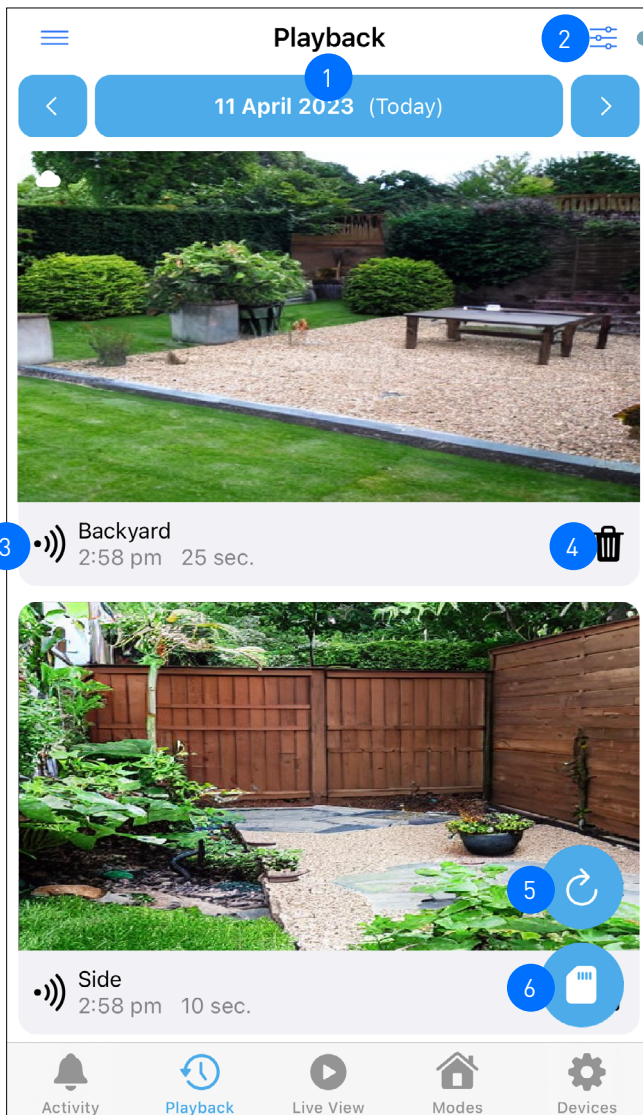 Playback
2
1
11 April 2023 (Today)
3
Backyard
2:58 pm 25 sec.
4
5
Side
2:58 pm 10 sec.
6
Activity
Playback
Live View
Modes
Devices